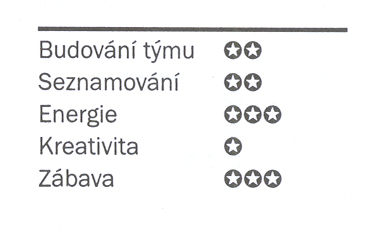 Budování týmu ✪✪
Seznamování ✪✪
Energie ✪✪✪
Kreativita ✪
Zábava ✪✪✪